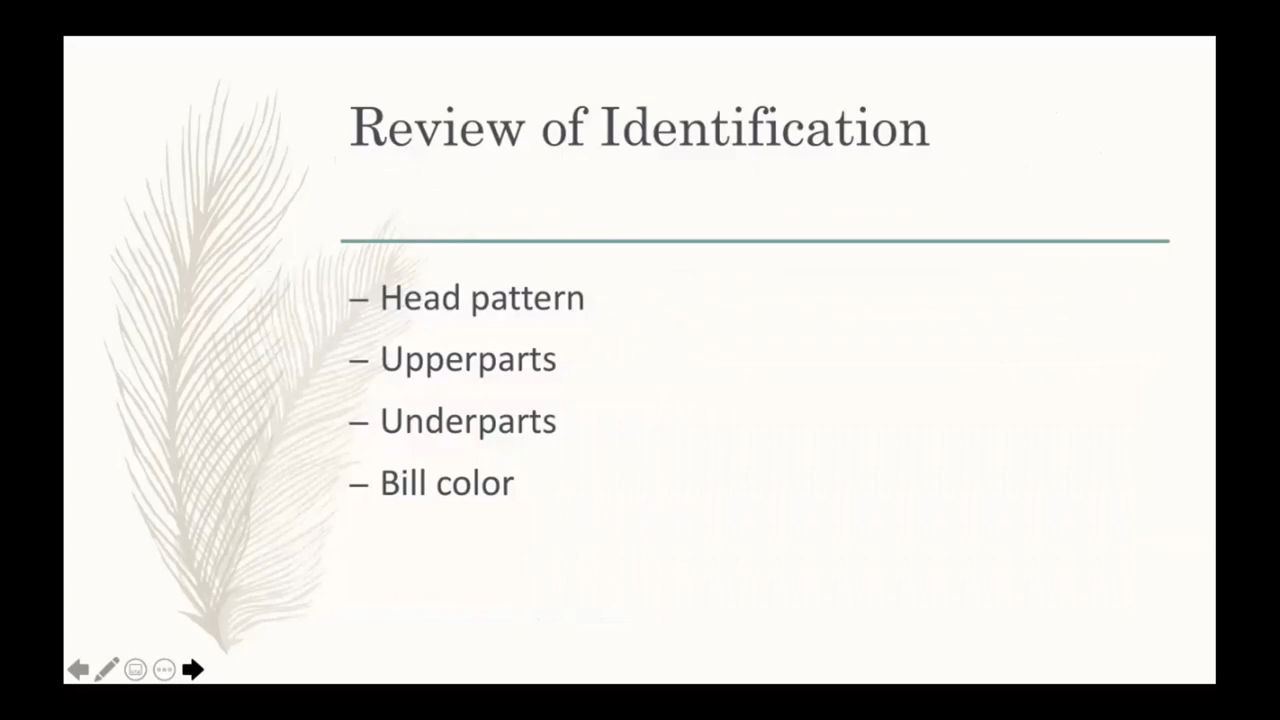 Review of Identification
– Head pattern
– Upperparts
– Underparts
– Bill color